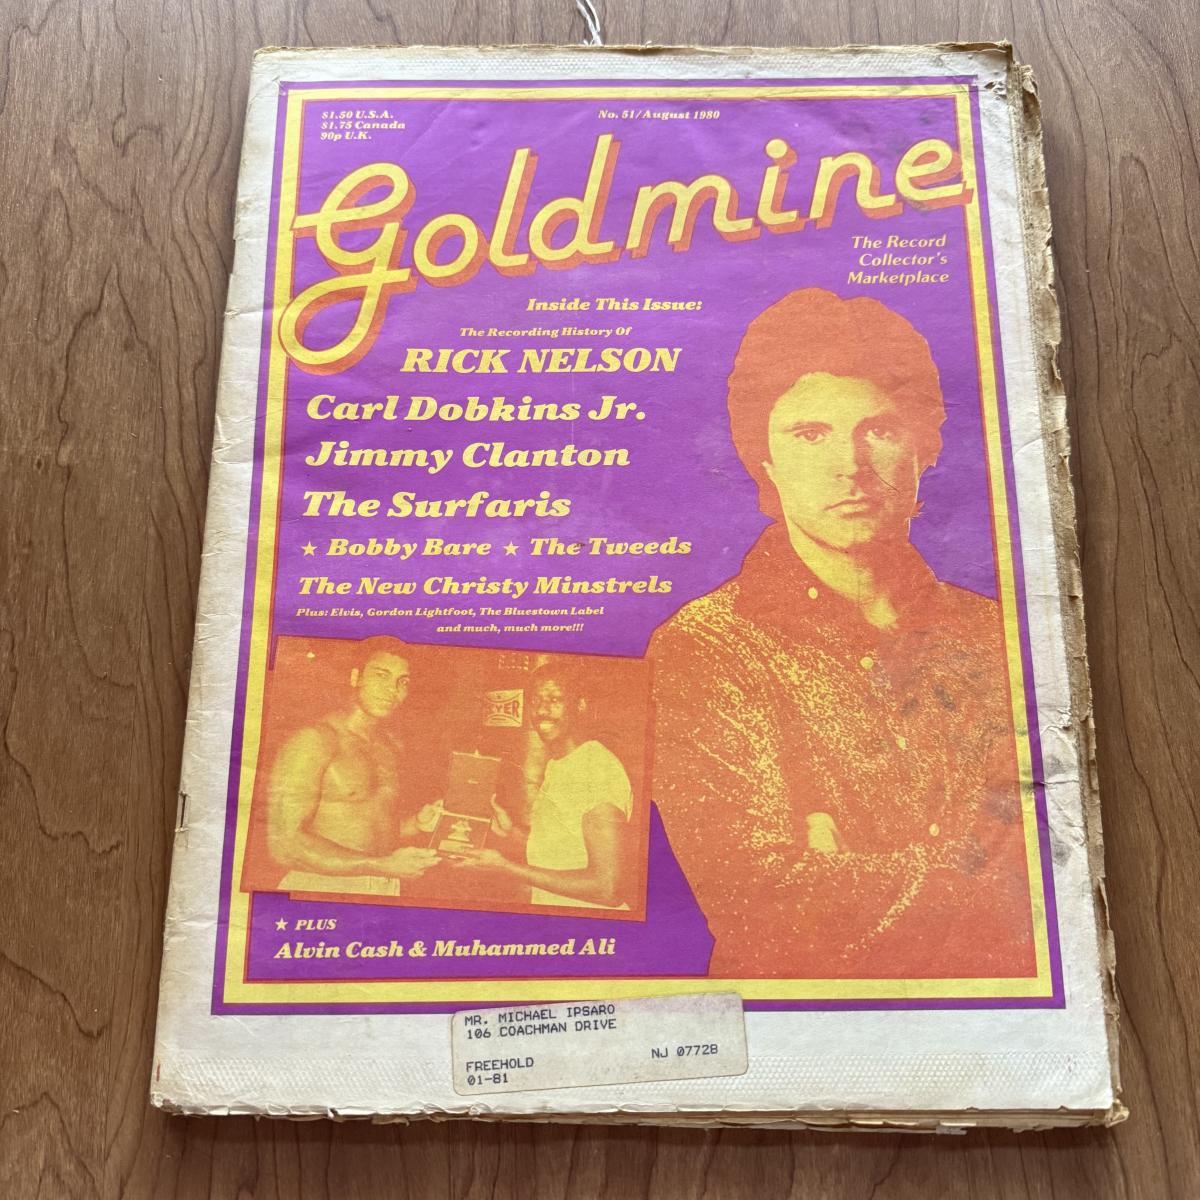 $1.50 U.S.A.
$1.75 Canada
90p U.K.
No. 51/August 1980
Goldmine
The Record
Collector's
Marketplace
Inside This Issue:
The Recording History Of
RICK NELSON
Carl Dobkins Jr.
Jimmy Clanton
The Surfaris
★ Bobby Bare ★ The Tweeds
The New Christy Minstrels
Plus: Elvis, Gordon Lightfoot, The Bluestown Label
and much, much more!!!
★ PLUS
Alvin Cash & Muhammed Ali
MR. MICHAEL IPSARO
106 COACHMAN DRIVE
FREEHOLD NJ 07728
01-81